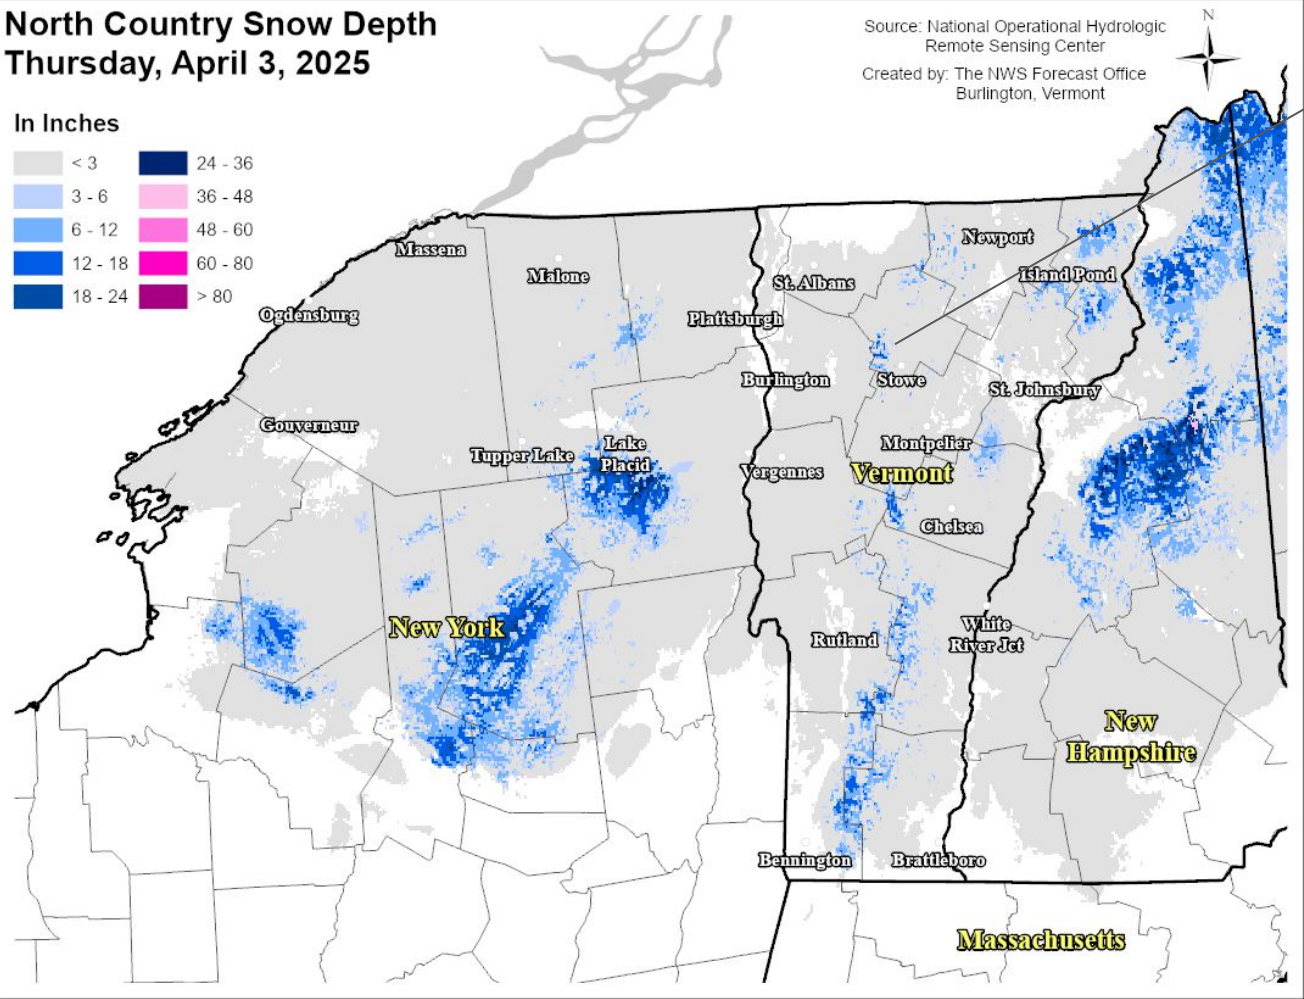 North Country Snow Depth
Thursday, April 3, 2025
Source: National Operational Hydrologic
Remote Sensing Center
Created by: The NWS Forecast Office
Burlington, Vermont
N
In Inches
< 3
24 - 36
3 - 6
36 - 48
6 - 12
48 - 60
12 - 18
60 - 80
18 - 24
> 80
Massena
Malone
Ogdensburg
Plattsburgh
St. Albans
Newport
Island Pond
Burlington
Stowe
St. Johnsbury
Gouverneur
Tupper Lake
Lake
Placid
Montpelier
Vergennes
Vermont
Chelsea
New York
Rutland
White
River Jct
New
Hampshire
Bennington
Brattleboro
Massachusetts